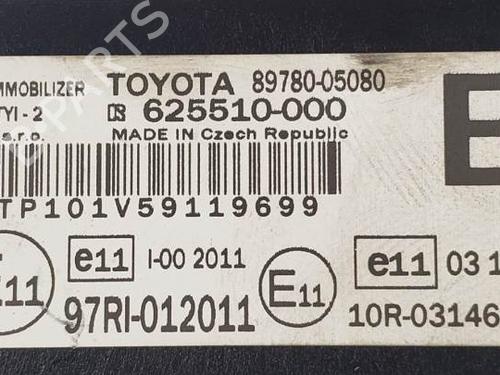 MMOBILIZER TOYOTA 89780-05080
TYI-2 625510-000
s.r.o. MADE IN Czech Republic
E
TP101V59119699
E11 e11 I-00 2011 E11 e11 03 1
97RI-012011 10R-03146
PARTS